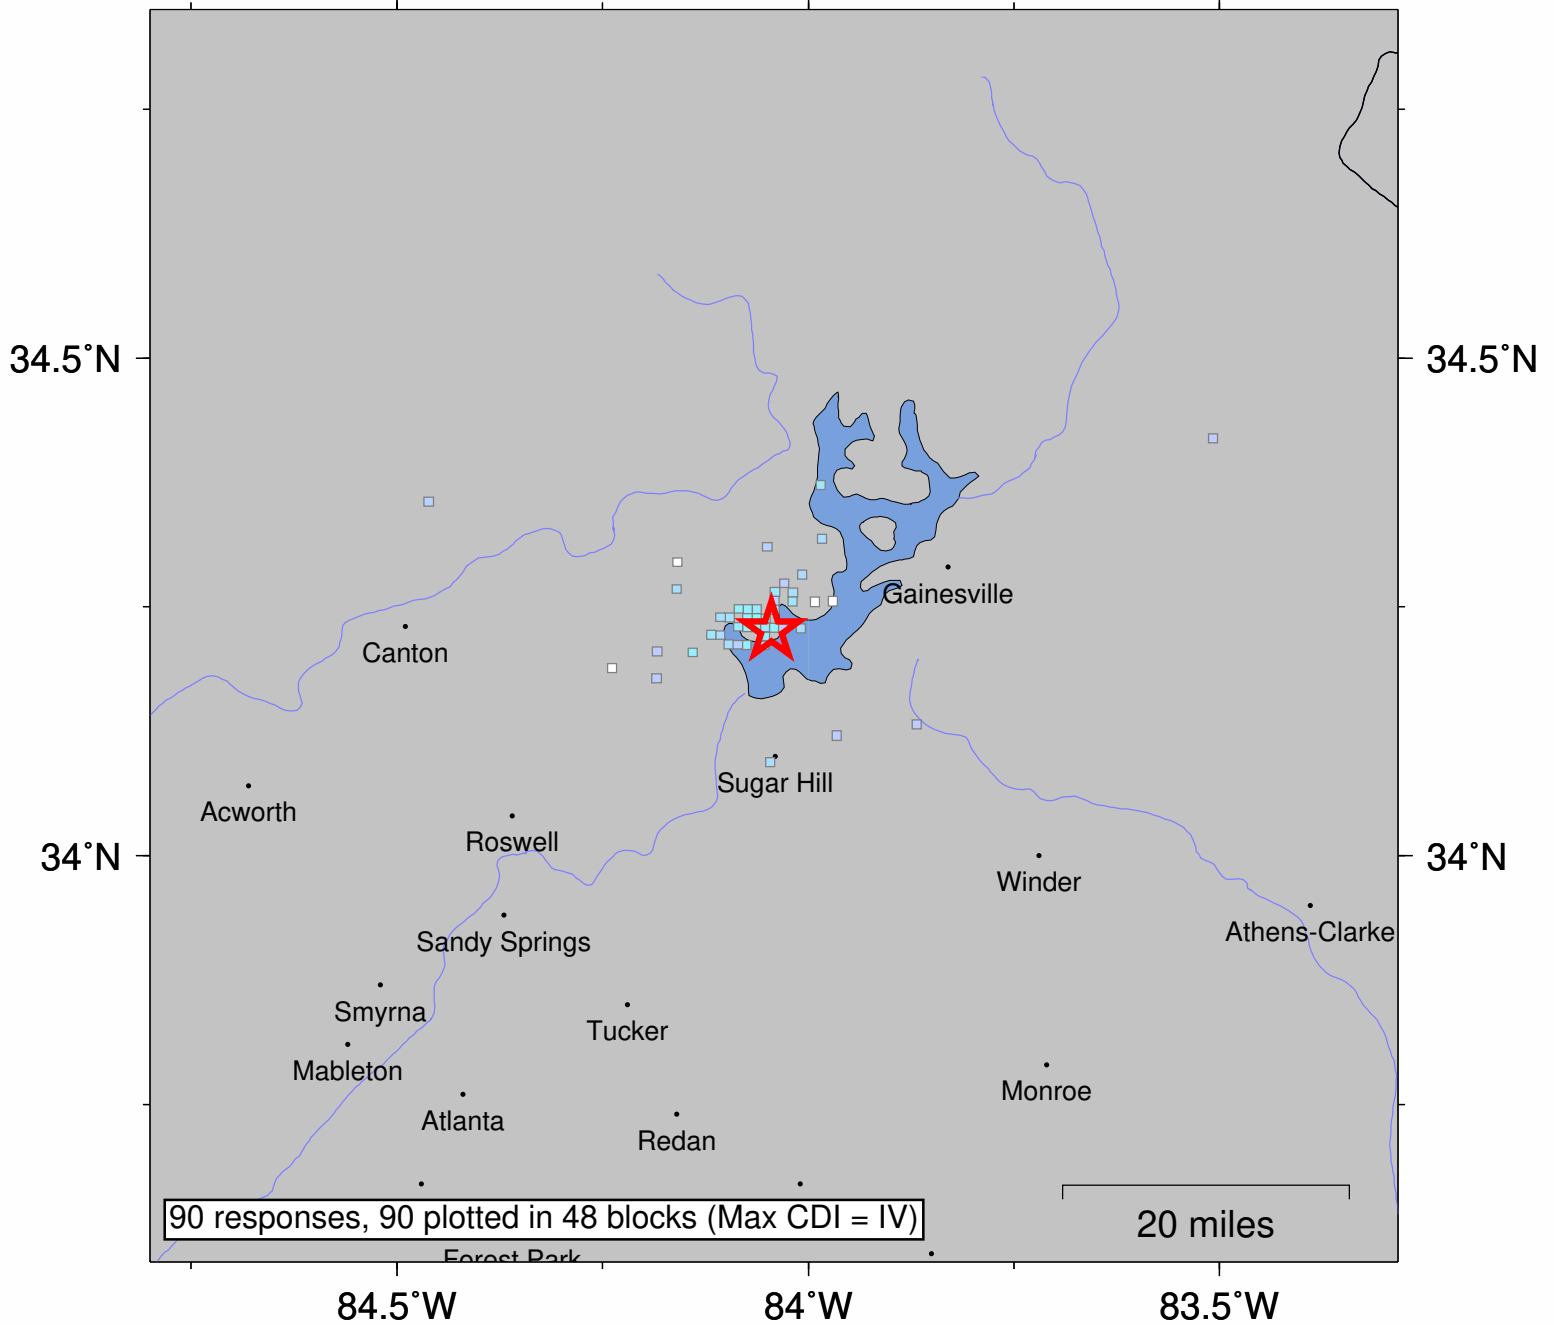 34.5°N
34.5°N
Gainesville
Canton
Sugar Hill
Acworth
Roswell
34°N
34°N
Winder
Athens-Clarke
Sandy Springs
Smyrna
Tucker
Mableton
Monroe
Atlanta
Redan
90 responses, 90 plotted in 48 blocks (Max CDI = IV)
20 miles
Forest Park
84.5°W
84°W
83.5°W